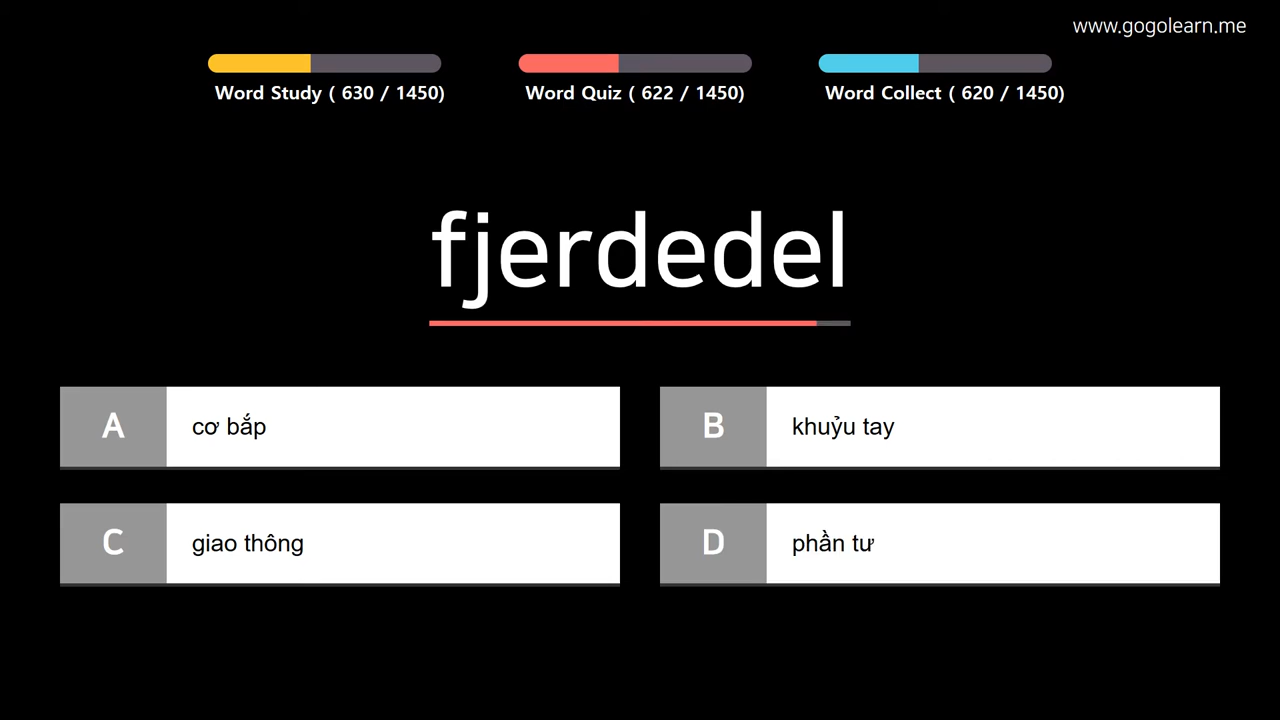 www.gogolearn.me
Word Study ( 630 / 1450)
Word Quiz ( 622 / 1450)
Word Collect ( 620 / 1450)
fjerdedel
A
cơ bắp
B
khuỷu tay
C
giao thông
D
phần tư